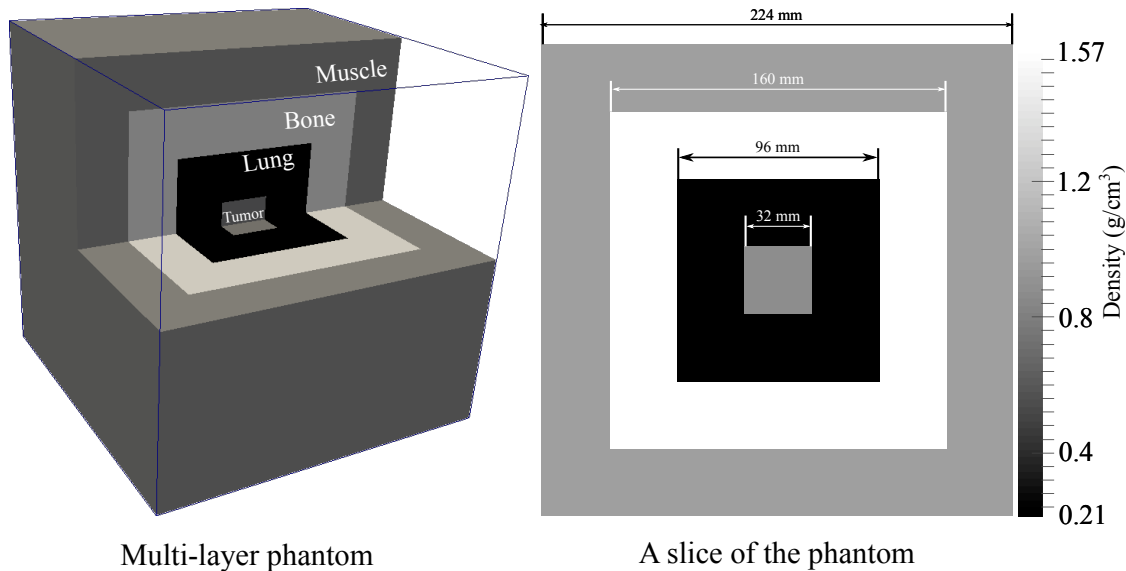 Muscle
Bone
Lung
Tumor
Multi-layer phantom
224 mm
160 mm
96 mm
32 mm
A slice of the phantom
1.57
1.2
0.8
0.4
0.21
Density (g/cm³)